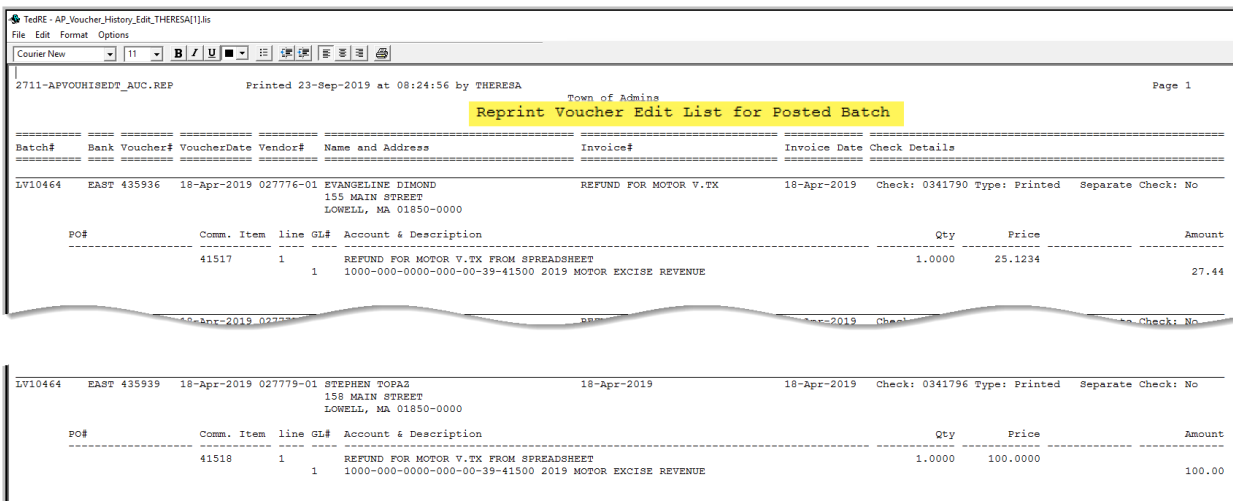 TedRE - AP_Voucher_History_Edit_THERESA[1].lis
File Edit Format Options
Courier New 11 B I U
2711-APVOUHISEDT_AUC.REP Printed 23-Sep-2019 at 08:24:56 by THERESA Page 1
Town of Admins
Reprint Voucher Edit List for Posted Batch
Batch# Bank Voucher# VoucherDate Vendor# Name and Address Invoice# Invoice Date Check Details
LV10464 EAST 435936 18-Apr-2019 027776-01 EVANGELINE DIMOND REFUND FOR MOTOR V.TX 18-Apr-2019 Check: 0341790 Type: Printed Separate Check: No
155 MAIN STREET
LOWELL, MA 01850-0000
PO# Comm. Item line GL# Account & Description Qty Price Amount
41517 1 REFUND FOR MOTOR V.TX FROM SPREADSHEET 1.0000 25.1234
1 1000-000-0000-000-00-39-41500 2019 MOTOR EXCISE REVENUE 27.44
Check: No
LV10464 EAST 435939 18-Apr-2019 027779-01 STEPHEN TOPAZ 18-Apr-2019 18-Apr-2019 Check: 0341796 Type: Printed Separate Check: No
158 MAIN STREET
LOWELL, MA 01850-0000
PO# Comm. Item line GL# Account & Description Qty Price Amount
41518 1 REFUND FOR MOTOR V.TX FROM SPREADSHEET 1.0000 100.0000
1 1000-000-0000-000-00-39-41500 2019 MOTOR EXCISE REVENUE 100.00